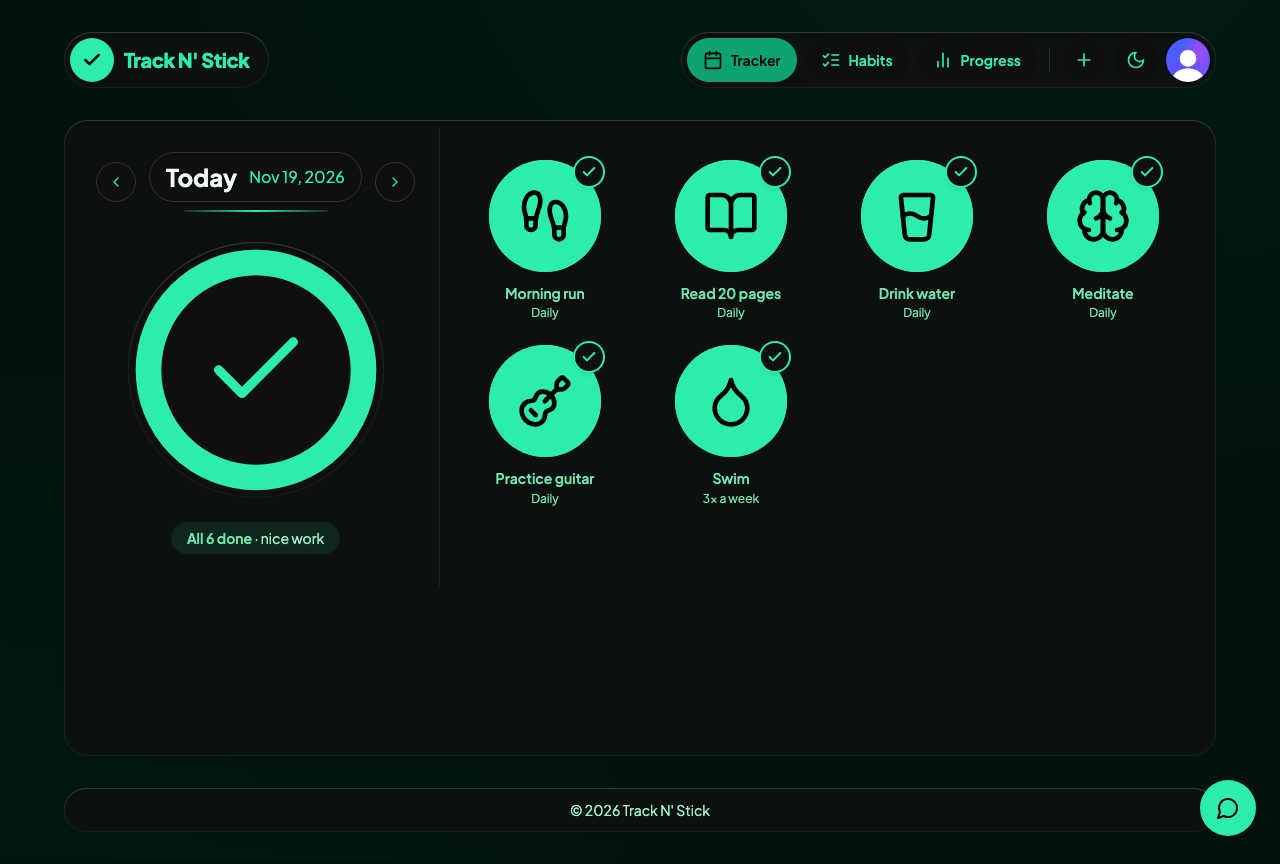 Track N' Stick
Tracker
Habits
Progress
Today Nov 19, 2026
All 6 done · nice work
Morning run
Daily
Read 20 pages
Daily
Drink water
Daily
Meditate
Daily
Practice guitar
Daily
Swim
3× a week
© 2026 Track N' Stick